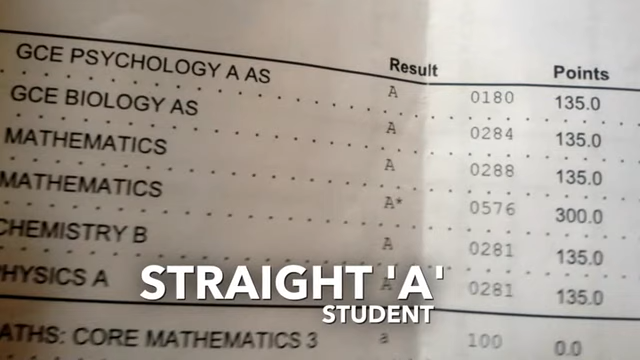 Result Points
GCE PSYCHOLOGY A AS A 0180 135.0
GCE BIOLOGY AS A 0284 135.0
MATHEMATICS A 0288 135.0
MATHEMATICS A* 0576 300.0
CHEMISTRY B A 0281 135.0
PHYSICS A A 0281 135.0
STRAIGHT 'A'
STUDENT
MATHS: CORE MATHEMATICS 3 a 100 0.0